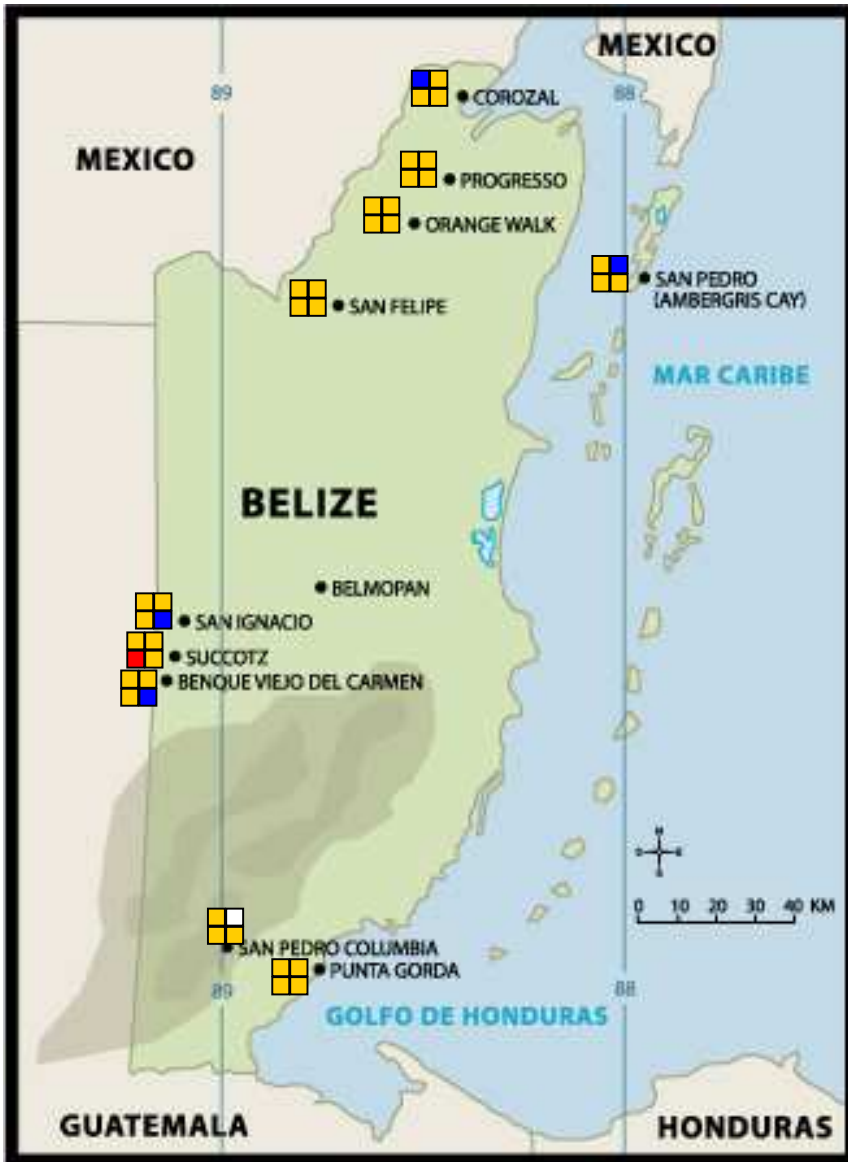 MEXICO
89
88
COROZAL
MEXICO
PROGRESSO
ORANGE WALK
SAN PEDRO
(AMBERGRIS CAY)
SAN FELIPE
MAR CARIBE
BELIZE
BELMOPAN
SAN IGNACIO
SUCCOTZ
BENQUE VIEJO DEL CARMEN
0 10 20 30 40 KM
SAN PEDRO COLUMBIA
PUNTA GORDA
89
88
GOLFO DE HONDURAS
GUATEMALA
HONDURAS